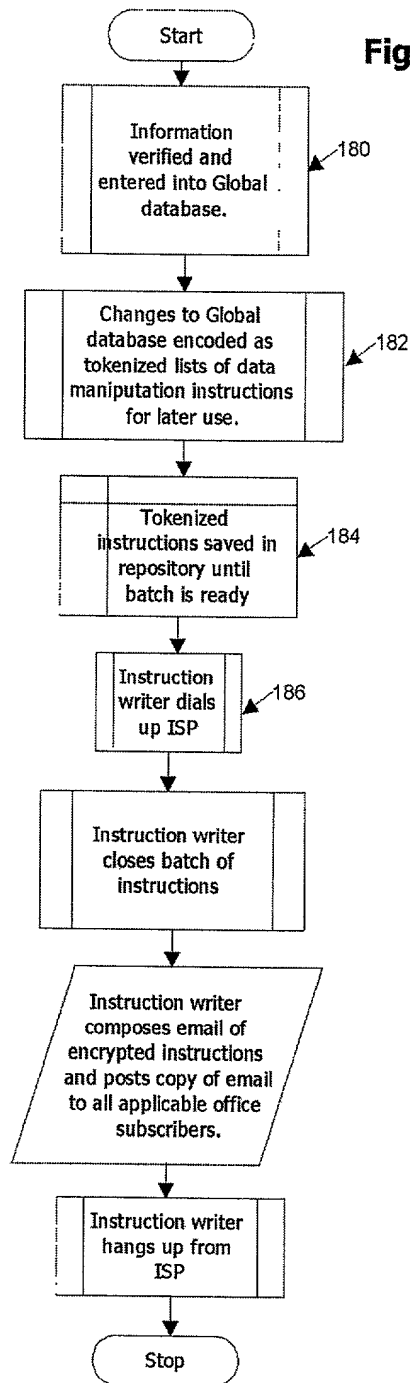 Start
Fig
Information
verified and
entered into Global
database.
180
Changes to Global
database encoded as
tokenized lists of data
maniputation instructions
for later use.
182
Tokenized
instructions saved in
repository until
batch is ready
184
Instruction
writer dials
up ISP
186
Instruction writer
closes batch of
instructions
Instruction writer
composes email of
encrypted instructions
and posts copy of email
to all applicable office
subscribers.
Instruction writer
hangs up from
ISP
Stop